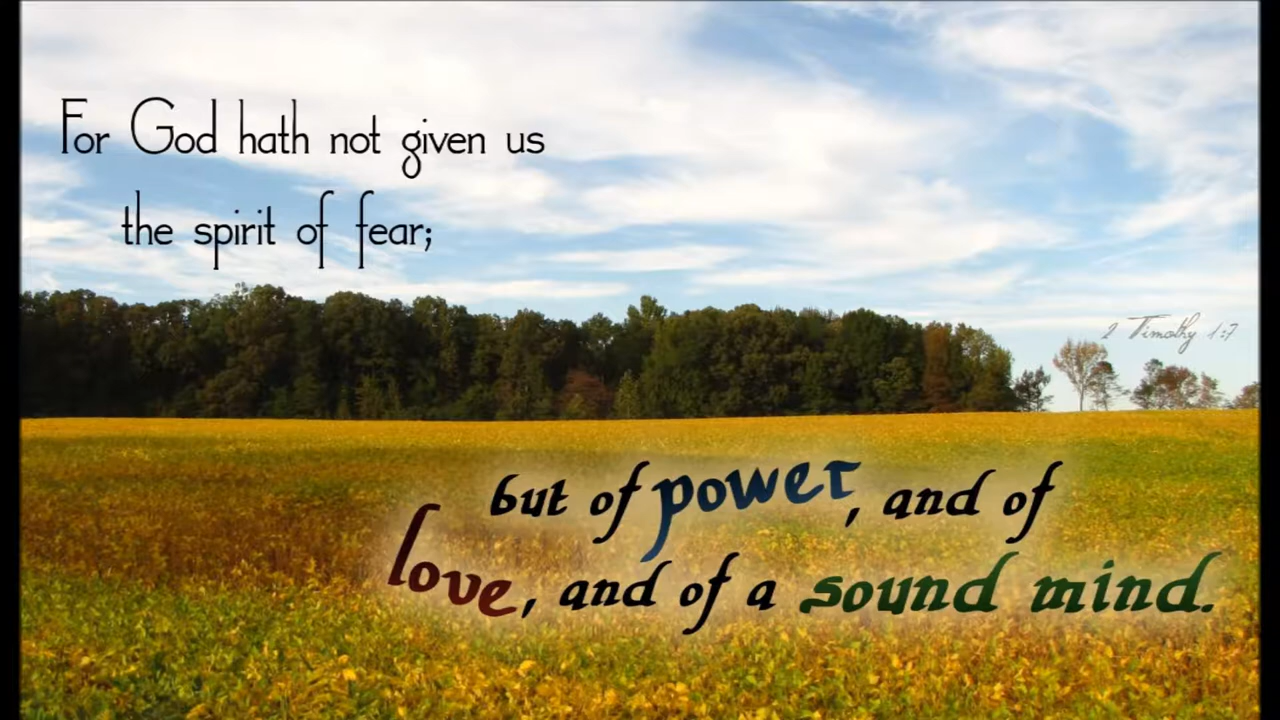 For God hath not given us
the spirit of fear;
2 Timothy 1:7
but of power, and of
love, and of a sound mind.